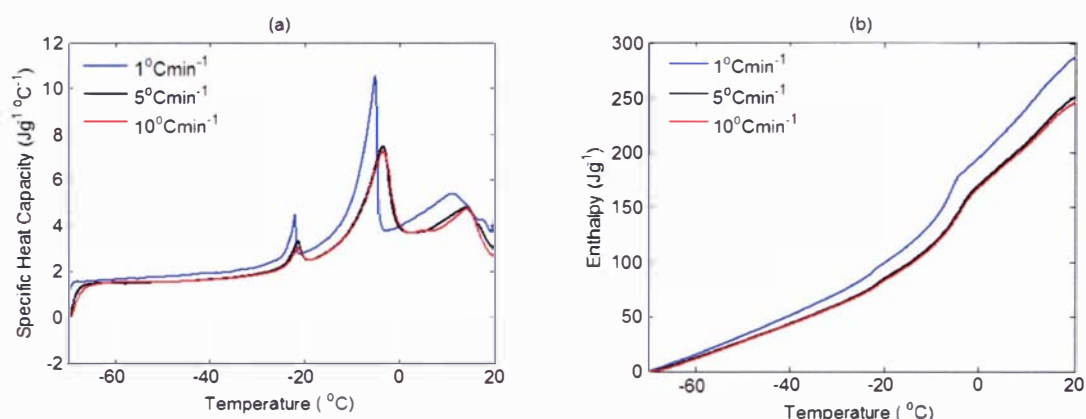 (a)
12
10
8
6
4
2
0
-2
Specific Heat Capacity (Jg⁻¹ °C⁻¹)
1°Cmin⁻¹
5°Cmin⁻¹
10°Cmin⁻¹
-60 -40 -20 0 20
Temperature ( °C)
(b)
300
250
200
150
100
50
0
Enthalpy (Jg⁻¹)
1°Cmin⁻¹
5°Cmin⁻¹
10°Cmin⁻¹
-60 -40 -20 0 20
Temperature ( °C)